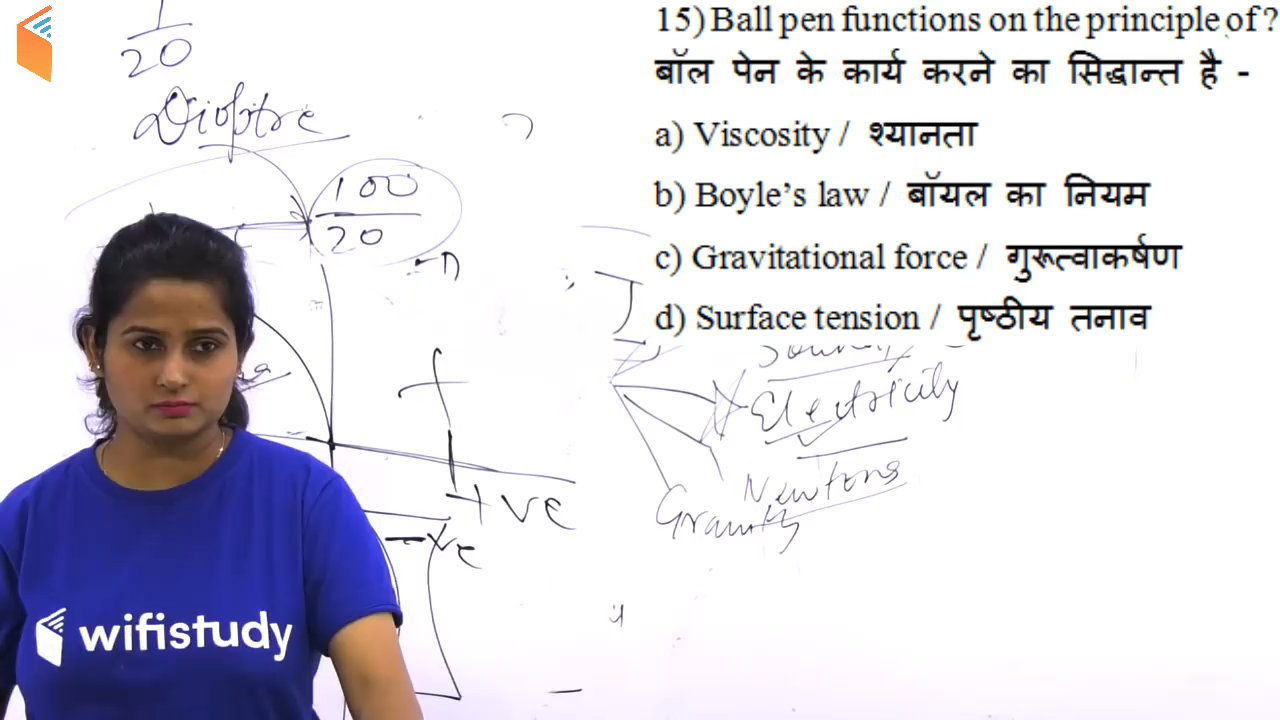 15) Ball pen functions on the principle of ?
बॉल पेन के कार्य करने का सिद्धान्त है -
a) Viscosity / श्यानता
b) Boyle’s law / बॉयल का नियम
c) Gravitational force / गुरूत्वाकर्षण
d) Surface tension / पृष्ठीय तनाव
1
20
Dioptre
100
20
Electricity
Newtons
Gravity
+ve
-ve
wifistudy